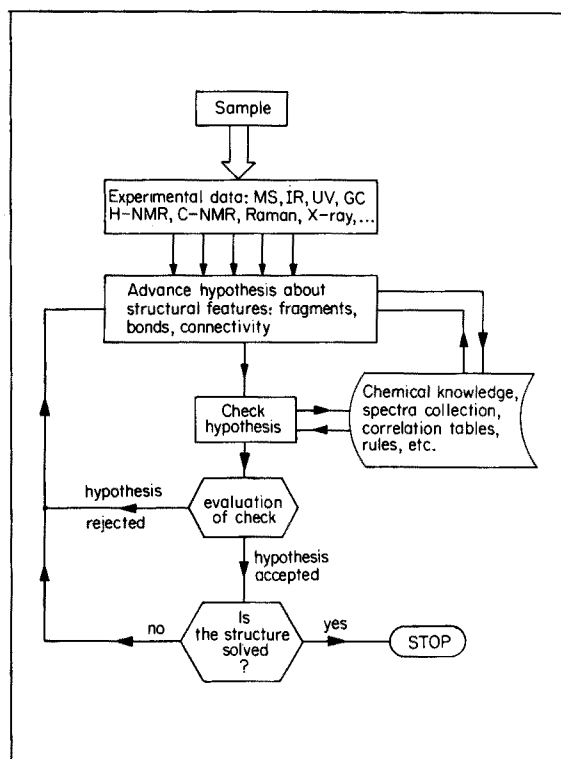 Sample
Experimental data: MS, IR, UV, GC
H-NMR, C-NMR, Raman, X-ray, ...
Advance hypothesis about
structural features: fragments,
bonds, connectivity
Chemical knowledge,
spectra collection,
correlation tables,
rules, etc.
Check
hypothesis
evaluation
of check
hypothesis
rejected
hypothesis
accepted
Is
the structure
solved
?
no
yes
STOP